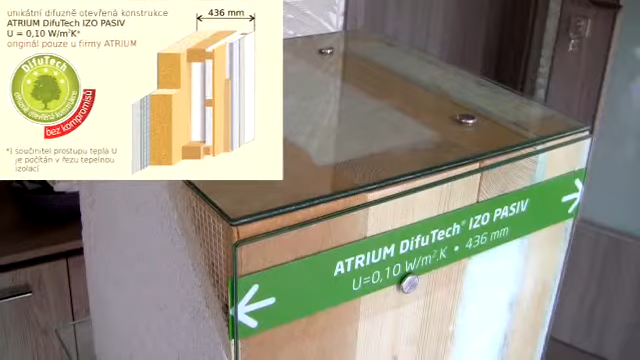 unikátní difuzně otevřená konstrukce
ATRIUM DifuTech IZO PASIV
U = 0,10 W/m²K*
originál pouze u firmy ATRIUM
436 mm
DifuTech
difuzně otevřená konstrukce
bez kompromisů
*) součinitel prostupu tepla U
je počítán v řezu tepelnou
izolací
ATRIUM DifuTech® IZO PASIV
U=0,10 W/m².K • 436 mm